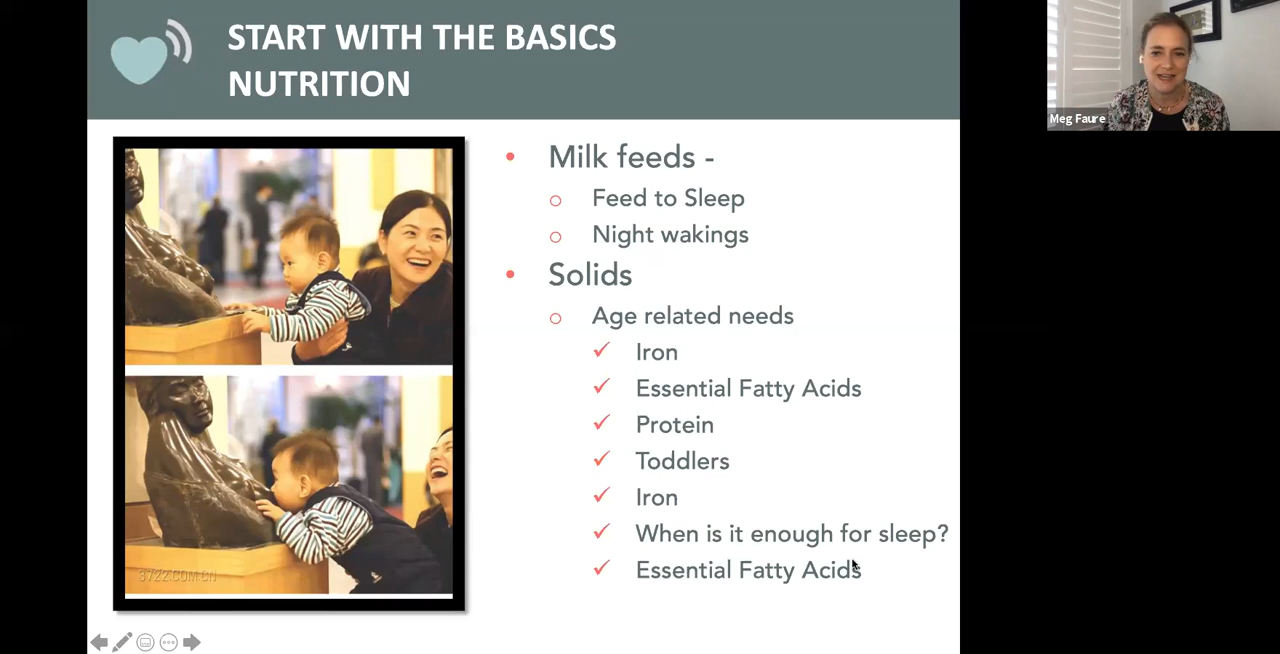 START WITH THE BASICS
NUTRITION
Meg Faure
Milk feeds -
Feed to Sleep
Night wakings
Solids
Age related needs
Iron
Essential Fatty Acids
Protein
Toddlers
Iron
When is it enough for sleep?
Essential Fatty Acids
3722.COM.CN